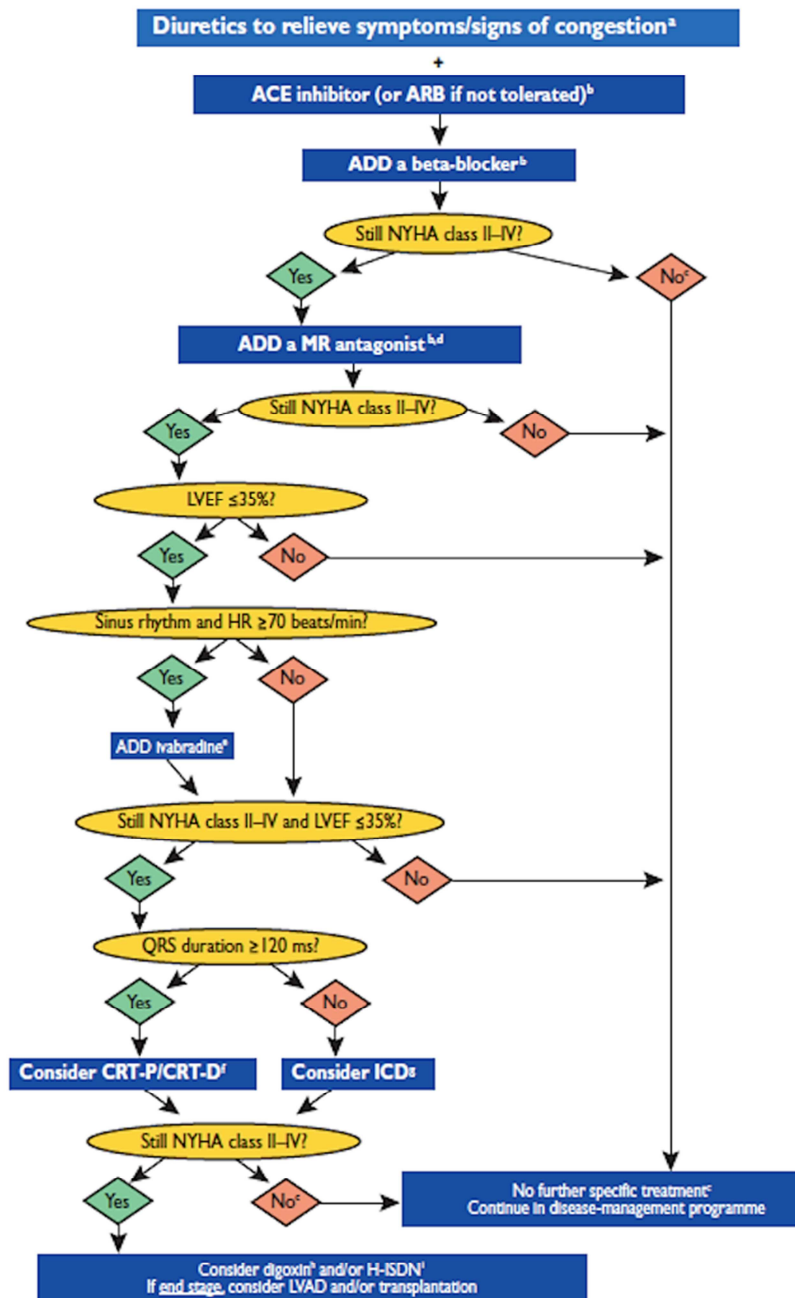 Diuretics to relieve symptoms/signs of congestionᵃ
+
ACE inhibitor (or ARB if not tolerated)ᵇ
ADD a beta-blockerᵇ
Still NYHA class II–IV?
Yes
Noᶜ
ADD a MR antagonistᵇ,ᵈ
Still NYHA class II–IV?
Yes
No
LVEF ≤35%?
Yes
No
Sinus rhythm and HR ≥70 beats/min?
Yes
No
ADD ivabradineᵉ
Still NYHA class II–IV and LVEF ≤35%?
Yes
No
QRS duration ≥120 ms?
Yes
No
Consider CRT-P/CRT-Dᶠ
Consider ICDᵍ
Still NYHA class II–IV?
Yes
Noᶜ
No further specific treatmentᶜ
Continue in disease-management programme
Consider digoxinʰ and/or H-ISDNⁱ
If end stage, consider LVAD and/or transplantation